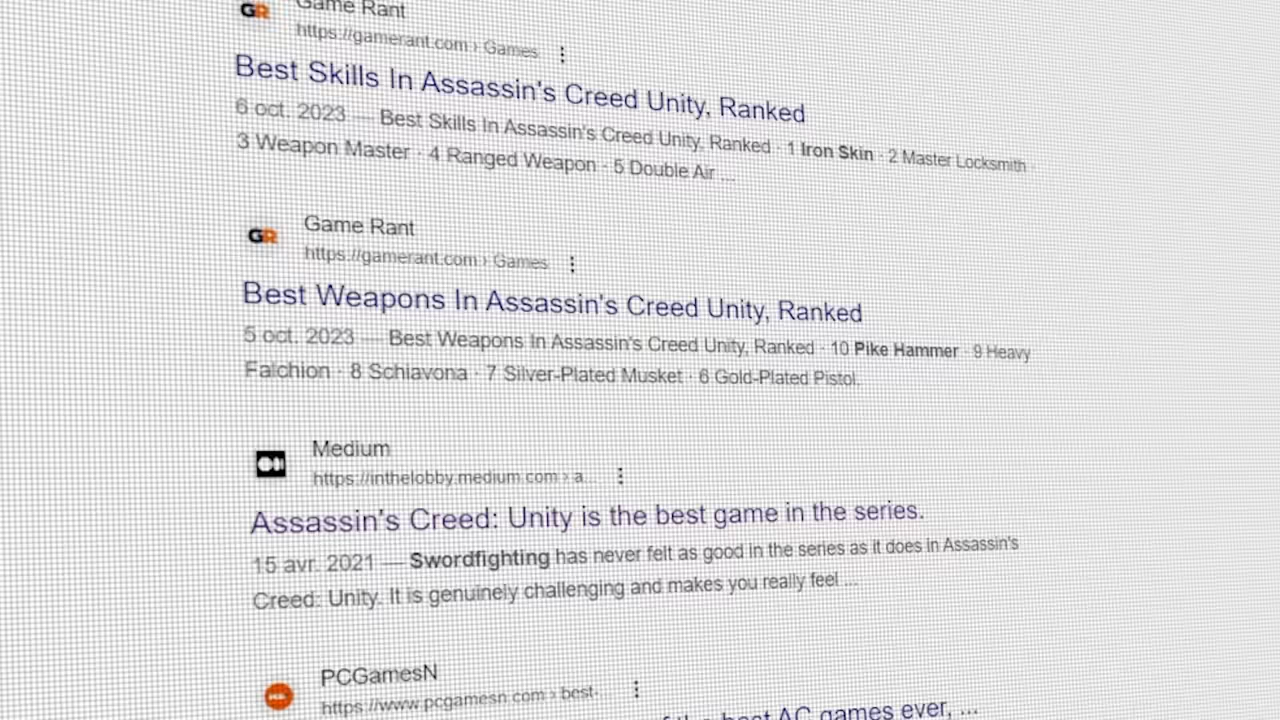 GR Game Rant
https://gamerant.com › Games
Best Skills In Assassin's Creed Unity, Ranked
6 oct. 2023 — Best Skills In Assassin's Creed Unity, Ranked · 1 Iron Skin · 2 Master Locksmith ·
3 Weapon Master · 4 Ranged Weapon · 5 Double Air ...
GR Game Rant
https://gamerant.com › Games
Best Weapons In Assassin's Creed Unity, Ranked
5 oct. 2023 — Best Weapons In Assassin's Creed Unity, Ranked · 10 Pike Hammer · 9 Heavy
Falchion · 8 Schiavona · 7 Silver-Plated Musket · 6 Gold-Plated Pistol.
Medium
https://inthelobby.medium.com › a...
Assassin's Creed: Unity is the best game in the series.
15 avr. 2021 — Swordfighting has never felt as good in the series as it does in Assassin's
Creed: Unity. It is genuinely challenging and makes you really feel ...
PCGamesN
https://www.pcgamesn.com › best-
of the best AC games ever, ...